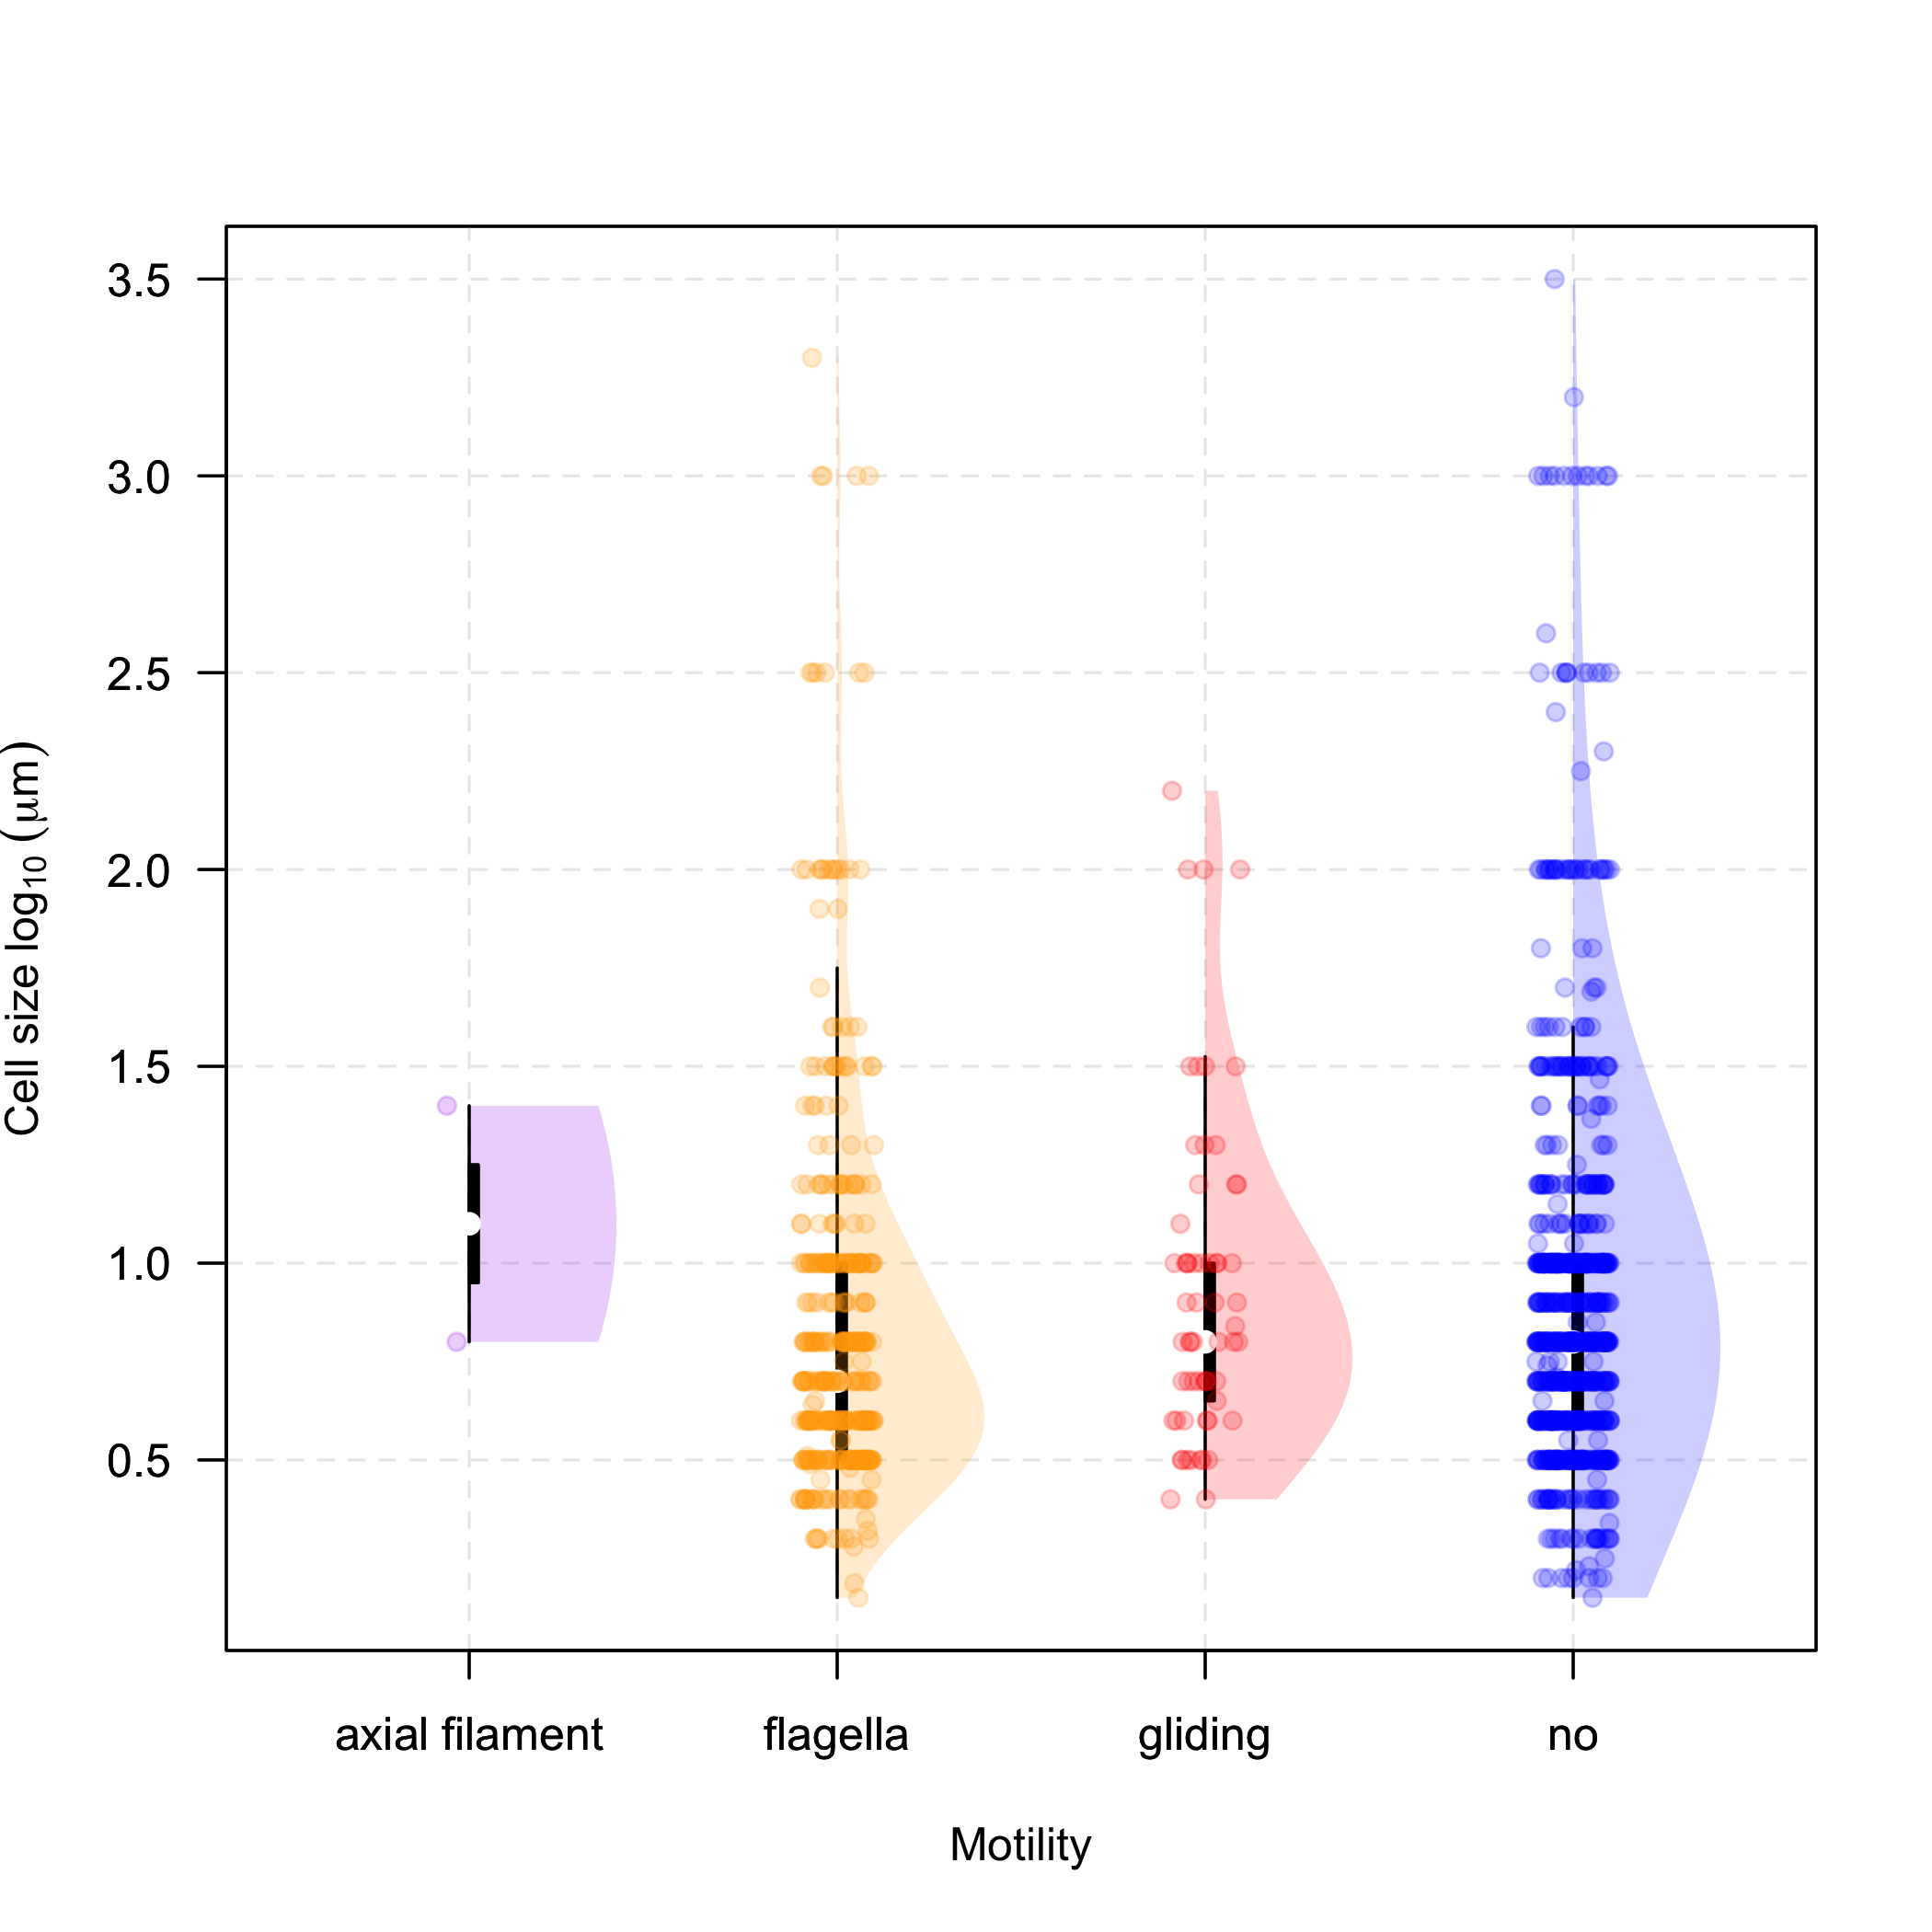 3.5
3.0
2.5
2.0
1.5
1.0
0.5
Cell size log₁₀ (μm)
axial filament
flagella
gliding
no
Motility